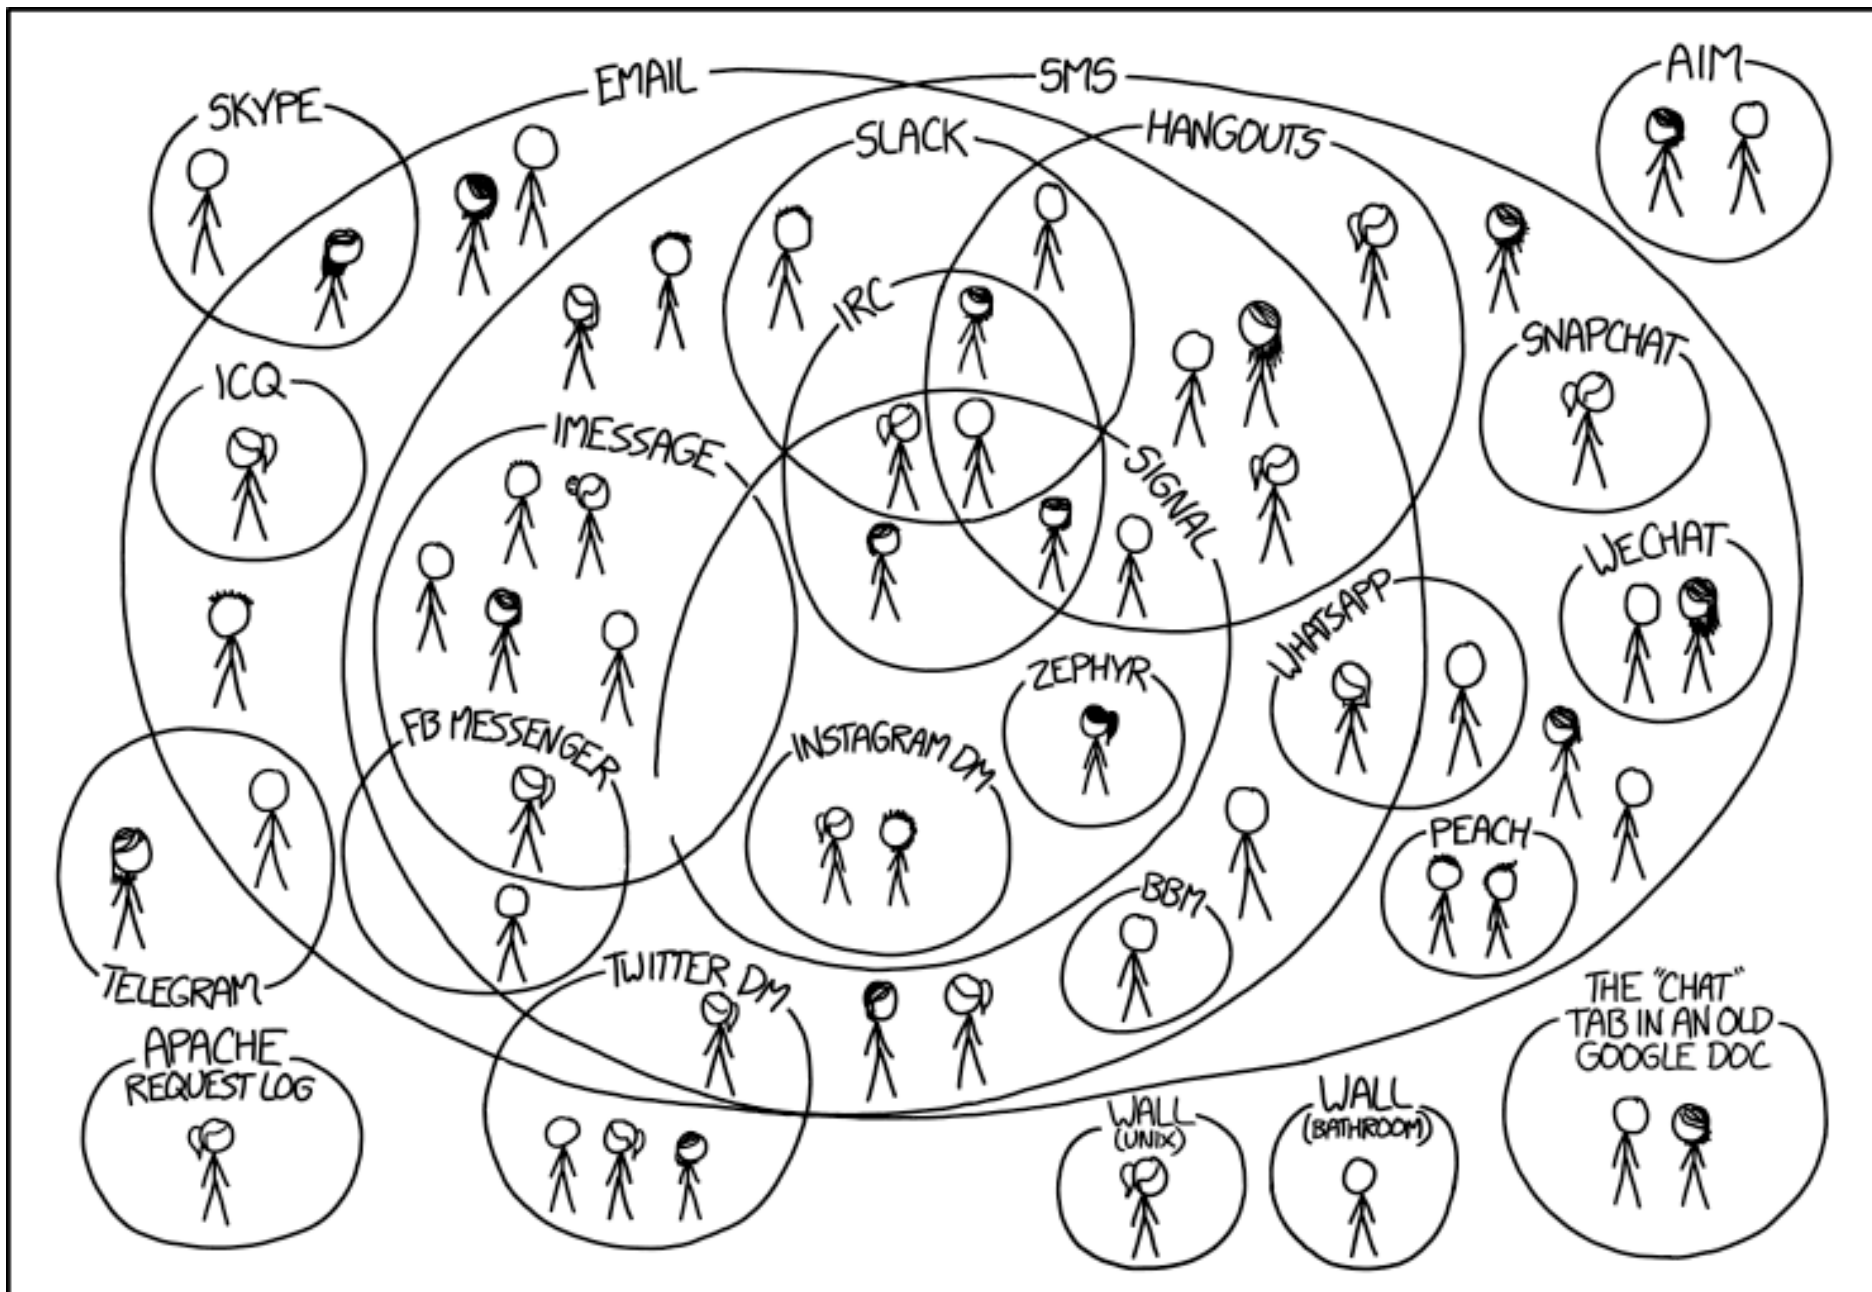 EMAIL
SMS
AIM
SKYPE
SLACK
HANGOUTS
IRC
SNAPCHAT
ICQ
IMESSAGE
SIGNAL
WECHAT
WHATSAPP
ZEPHYR
FB MESSENGER
INSTAGRAM DM
PEACH
BBM
TELEGRAM
TWITTER DM
THE "CHAT"
TAB IN AN OLD
GOOGLE DOC
APACHE
REQUEST LOG
WALL
(UNIX)
WALL
(BATHROOM)